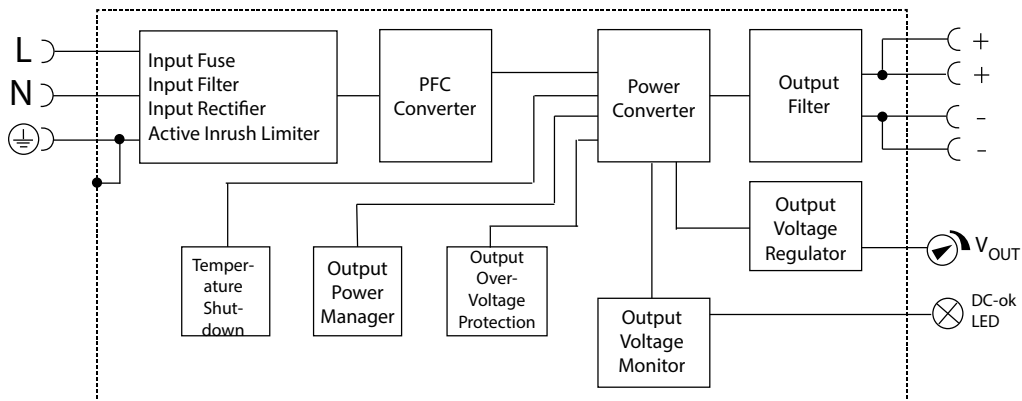 L
N
Input Fuse
Input Filter
Input Rectifier
Active Inrush Limiter
PFC
Converter
Power
Converter
Output
Filter
+
+
–
–
Output
Voltage
Regulator
VOUT
Temper-
ature
Shut-
down
Output
Power
Manager
Output
Over-
Voltage
Protection
Output
Voltage
Monitor
DC-ok
LED